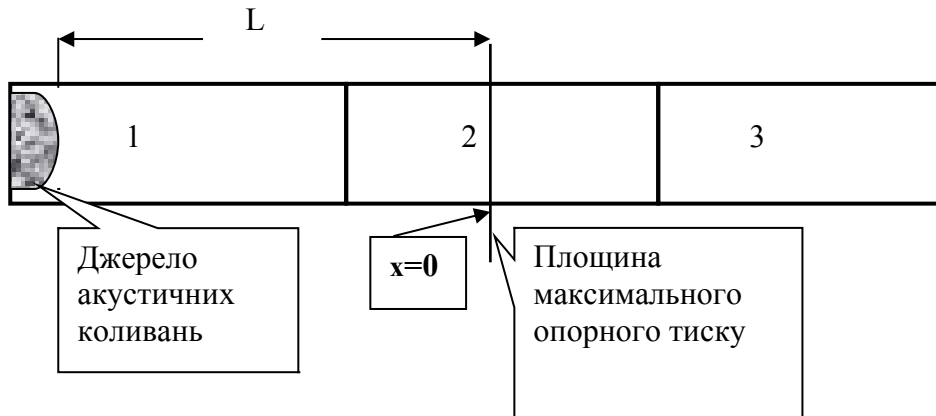 L
1
2
3
Джерело
акустичних
коливань
x=0
Площина
максимального
опорного тиску